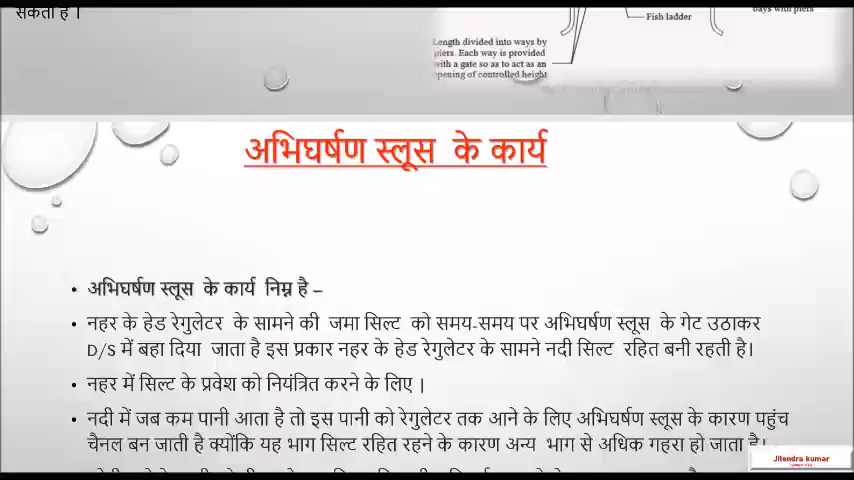 सकता है ।
Fish ladder
bays with piers
Length divided into ways by
piers. Each way is provided
with a gate so as to act as an
opening of controlled height
अभिघर्षण स्लूस के कार्य
• अभिघर्षण स्लूस के कार्य निम्न है –
• नहर के हेड रेगुलेटर के सामने की जमा सिल्ट को समय-समय पर अभिघर्षण स्लूस के गेट उठाकर
D/S में बहा दिया जाता है इस प्रकार नहर के हेड रेगुलेटर के सामने नदी सिल्ट रहित बनी रहती है।
• नहर में सिल्ट के प्रवेश को नियंत्रित करने के लिए ।
• नदी में जब कम पानी आता है तो इस पानी को रेगुलेटर तक आने के लिए अभिघर्षण स्लूस के कारण पहुंच
चैनल बन जाती है क्योंकि यह भाग सिल्ट रहित रहने के कारण अन्य भाग से अधिक गहरा हो जाता है।
Jitendra kumar